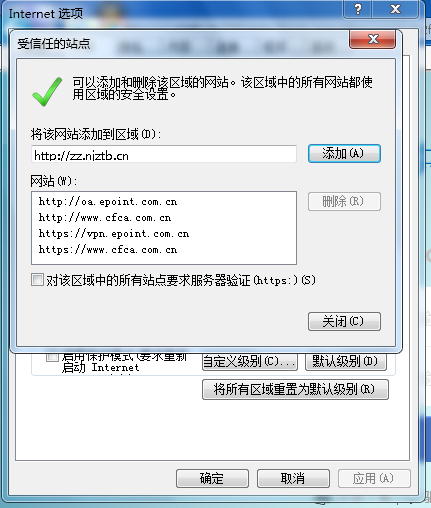 Internet 选项
受信任的站点
可以添加和删除该区域的网站。该区域中的所有网站都使
用区域的安全设置。
将该网站添加到区域(D):
http://zz.njztb.cn
添加(A)
网站(W):
http://oa.epoint.com.cn
http://www.cfca.com.cn
https://vpn.epoint.com.cn
https://www.cfca.com.cn
删除(R)
对该区域中的所有站点要求服务器验证(https:)(S)
关闭(C)
启用保护模式(要求重新
启动 Internet
自定义级别(C)...
默认级别(D)
将所有区域重置为默认级别(R)
确定
取消
应用(A)